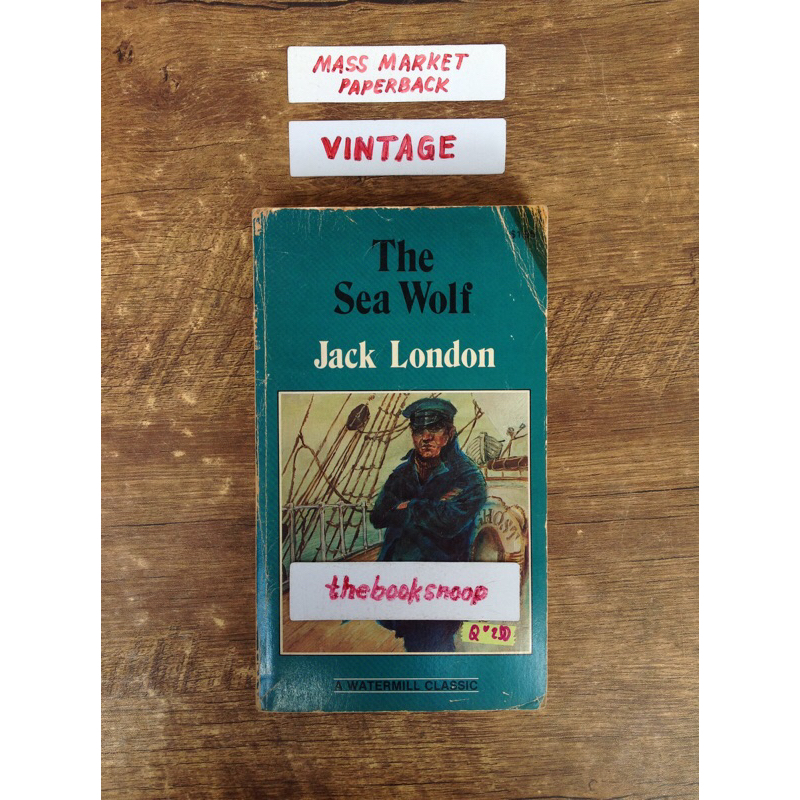 MASS MARKET
PAPERBACK
VINTAGE
The
Sea Wolf
Jack London
GHOST
thebooksnoop
A WATERMILL CLASSIC